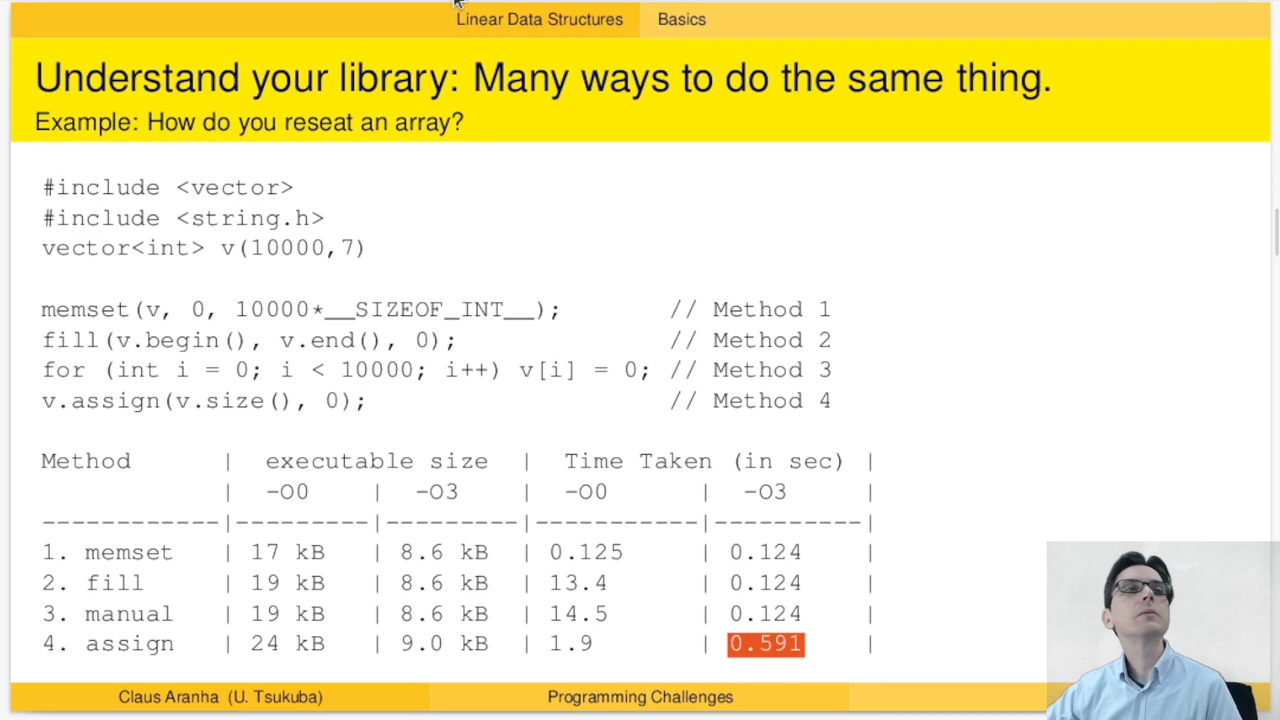 Linear Data Structures Basics
Understand your library: Many ways to do the same thing.
Example: How do you reseat an array?
#include <vector>
#include <string.h>
vector<int> v(10000,7)
memset(v, 0, 10000*__SIZEOF_INT__); // Method 1
fill(v.begin(), v.end(), 0); // Method 2
for (int i = 0; i < 10000; i++) v[i] = 0; // Method 3
v.assign(v.size(), 0); // Method 4
Method | executable size | Time Taken (in sec) |
| -O0 | -O3 | -O0 | -O3 |
------------|---------|---------|-----------|----------|
1. memset | 17 kB | 8.6 kB | 0.125 | 0.124 |
2. fill | 19 kB | 8.6 kB | 13.4 | 0.124 |
3. manual | 19 kB | 8.6 kB | 14.5 | 0.124 |
4. assign | 24 kB | 9.0 kB | 1.9 | 0.591 |
Claus Aranha (U. Tsukuba) Programming Challenges